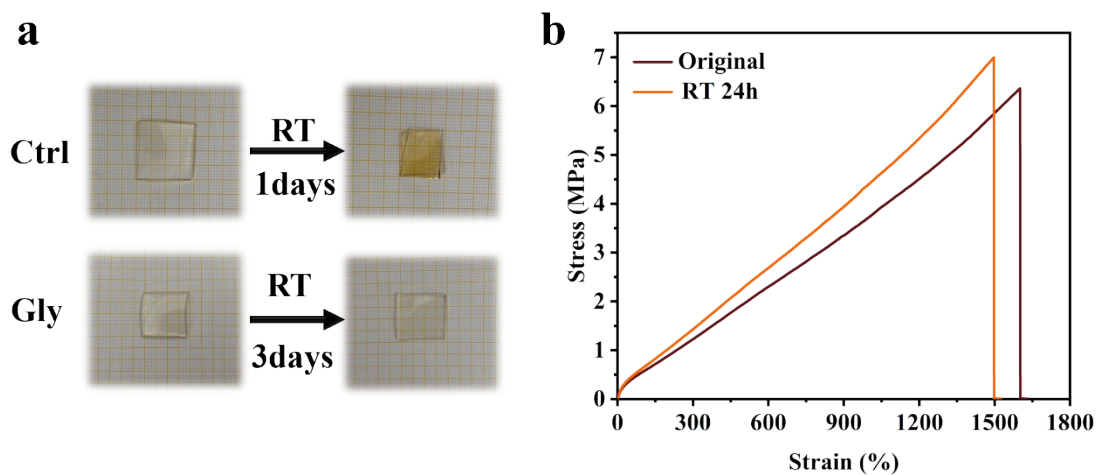 a
Ctrl
RT
1days
Gly
RT
3days
b
Original
RT 24h
Stress (MPa)
7
6
5
4
3
2
1
0
0 300 600 900 1200 1500 1800
Strain (%)